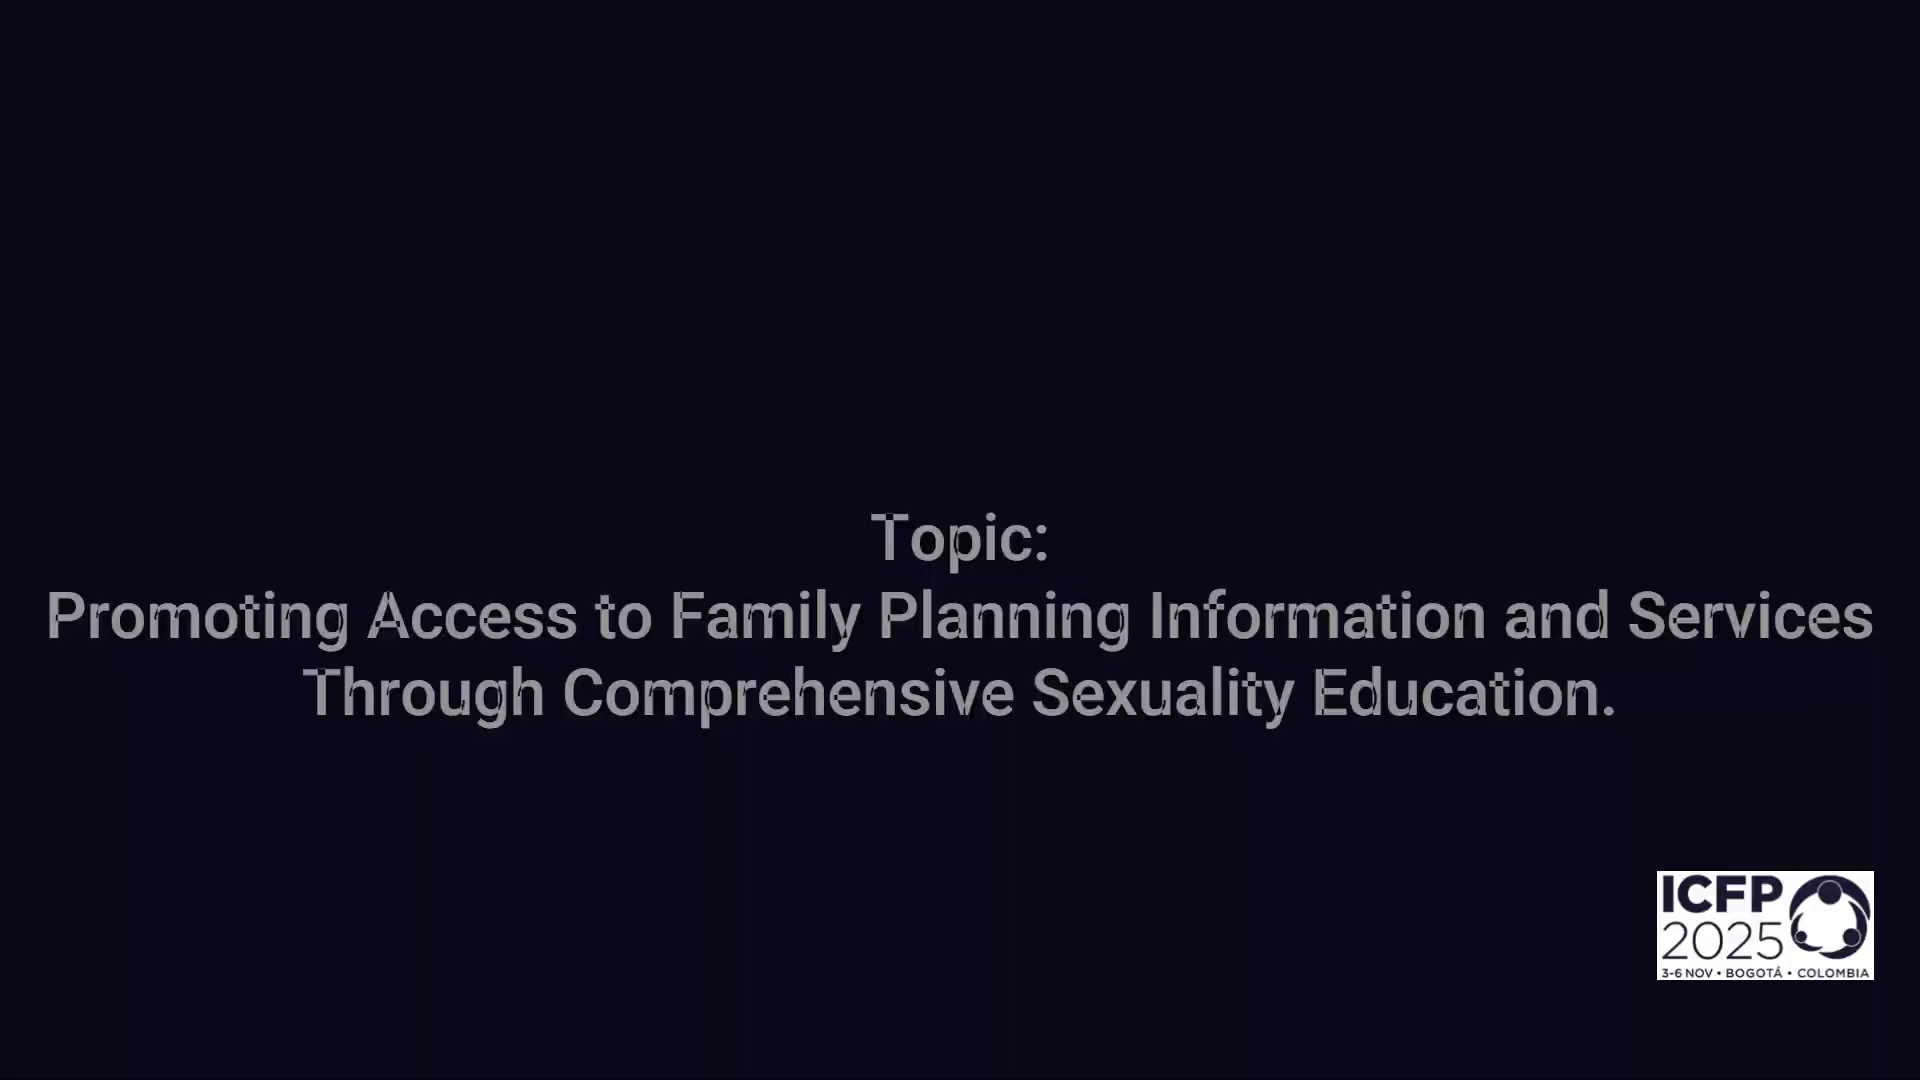 Topic:
Promoting Access to Family Planning Information and Services
Through Comprehensive Sexuality Education.
ICFP
2025
3-6 NOV • BOGOTÁ • COLOMBIA